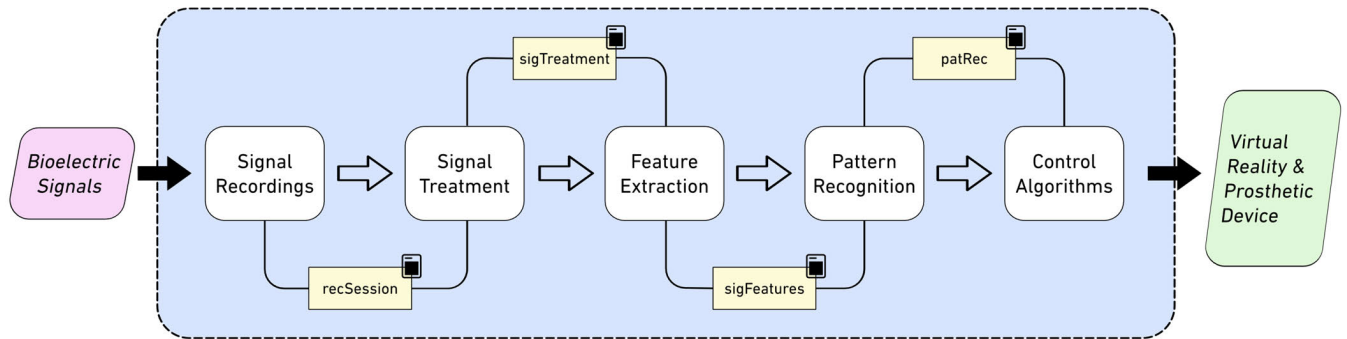 sigTreatment
patRec
Bioelectric
Signals
Signal
Recordings
Signal
Treatment
Feature
Extraction
Pattern
Recognition
Control
Algorithms
Virtual
Reality &
Prosthetic
Device
recSession
sigFeatures